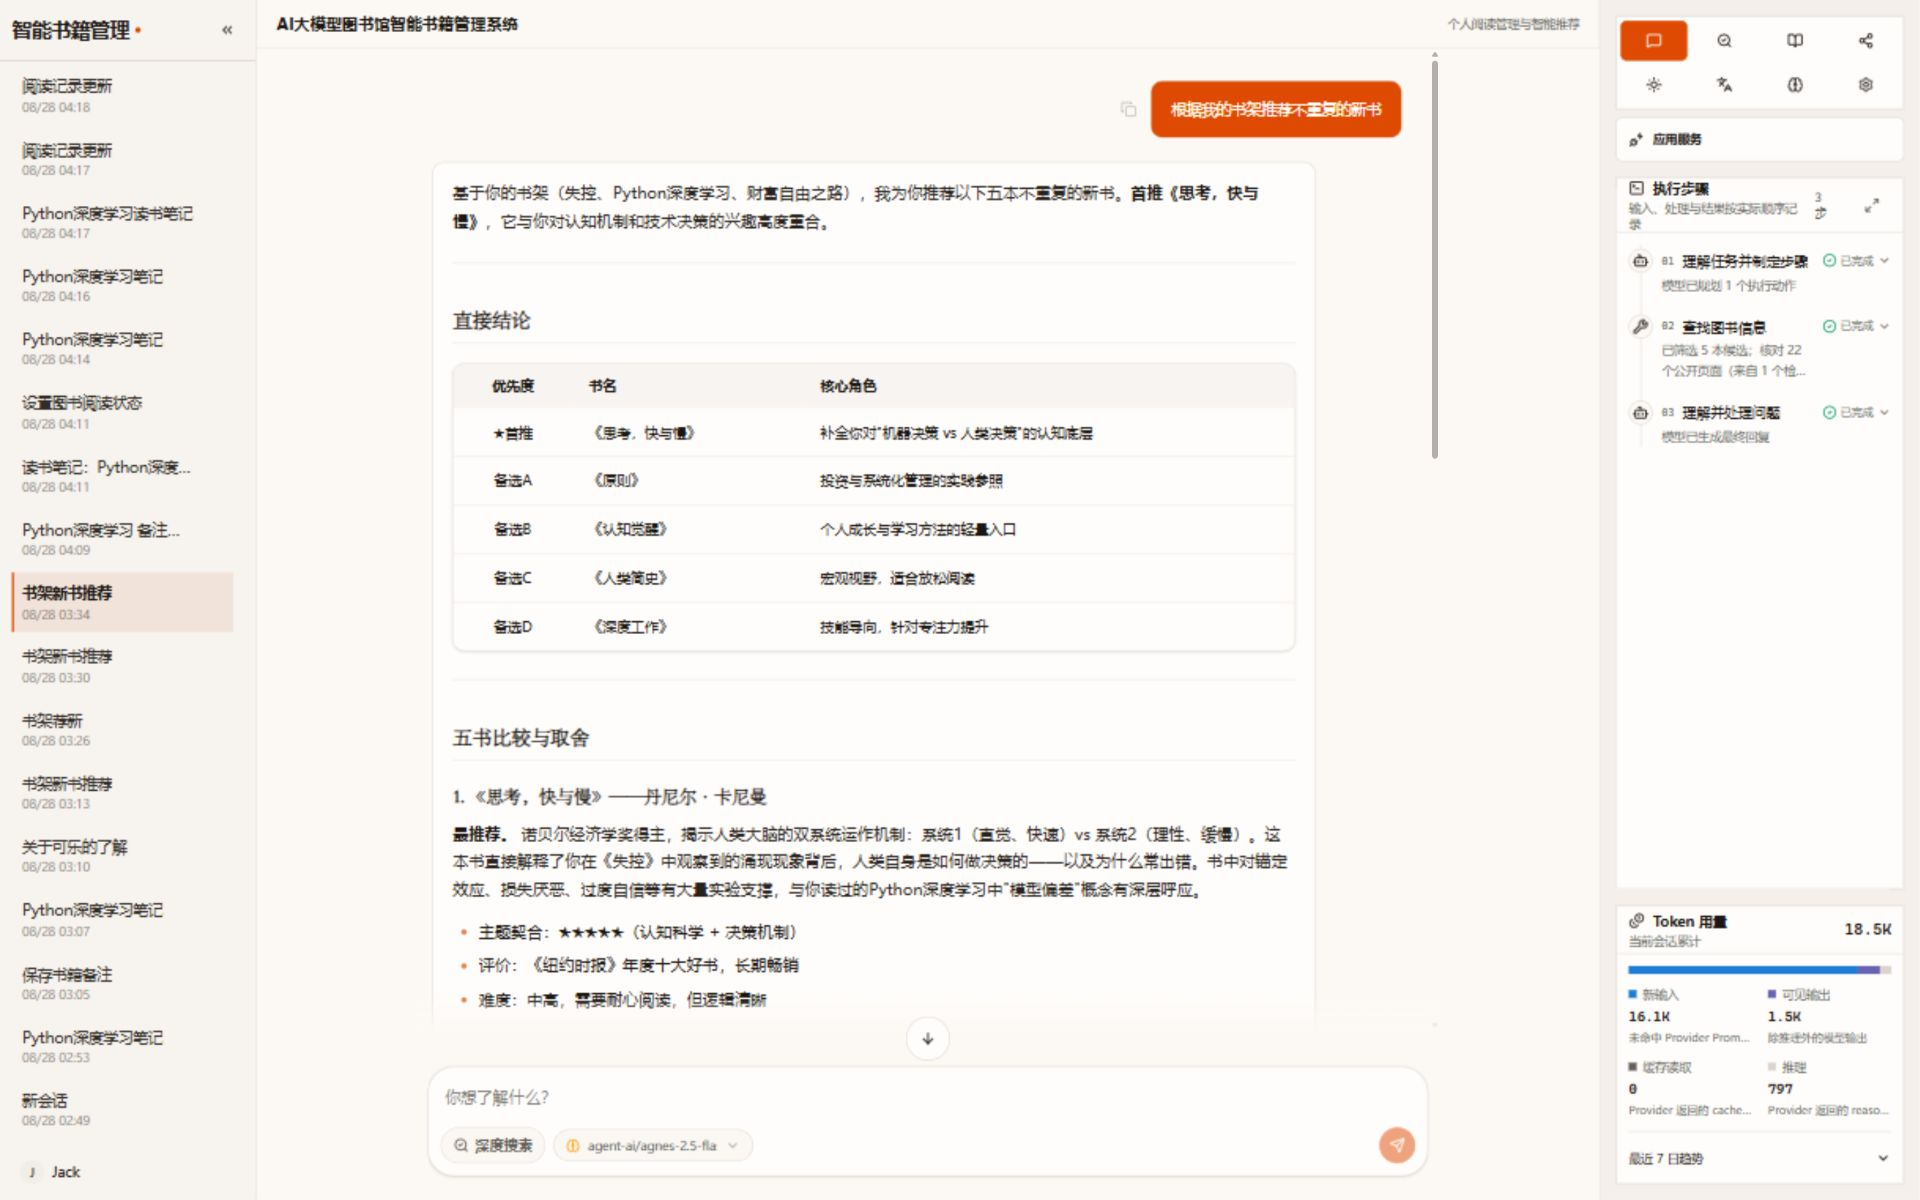 智能书籍管理
阅读记录更新
08/28 04:18
阅读记录更新
08/28 04:17
Python深度学习读书笔记
08/28 04:17
Python深度学习笔记
08/28 04:16
Python深度学习笔记
08/28 04:14
设置图书阅读状态
08/28 04:11
读书笔记：Python深度...
08/28 04:11
Python深度学习 备注...
08/28 04:09
书架新书推荐
08/28 03:34
书架新书推荐
08/28 03:30
书架荐新
08/28 03:26
书架新书推荐
08/28 03:13
关于可乐的了解
08/28 03:10
Python深度学习笔记
08/28 03:07
保存书籍备注
08/28 03:05
Python深度学习笔记
08/28 02:53
新会话
08/28 02:49
J Jack
AI大模型图书馆智能书籍管理系统
个人阅读管理与智能推荐
根据我的书架推荐不重复的新书
基于你的书架（失控、Python深度学习、财富自由之路），我为你推荐以下五本不重复的新书。首推《思考，快与
慢》，它与你对认知机制和技术决策的兴趣高度重合。
直接结论
优先度 书名 核心角色
★首推 《思考，快与慢》 补全你对"机器决策 vs 人类决策"的认知底层
备选A 《原则》 投资与系统化管理的实践参照
备选B 《认知觉醒》 个人成长与学习方法的轻量入口
备选C 《人类简史》 宏观视野，适合放松阅读
备选D 《深度工作》 技能导向，针对专注力提升
五书比较与取舍
1.《思考，快与慢》——丹尼尔 · 卡尼曼
最推荐。 诺贝尔经济学奖得主，揭示人类大脑的双系统运作机制：系统1（直觉、快速）vs 系统2（理性、缓慢）。这
本书直接解释了你在《失控》中观察到的涌现现象背后，人类自身是如何做决策的——以及为什么常出错。书中对锚定
效应、损失厌恶、过度自信等有大量实验支撑，与你读过的Python深度学习中"模型偏差"概念有深层呼应。
• 主题契合：★★★★★（认知科学 + 决策机制）
• 评价：《纽约时报》年度十大好书，长期畅销
• 难度：中高，需要耐心阅读，但逻辑清晰
你想了解什么?
深度搜索 agent-ai/agnes-2.5-fla
应用服务
执行步骤
输入、处理与结果按实际顺序记
录
3
步
01 理解任务并制定步骤 已完成
模型已规划 1 个执行动作
02 查找图书信息 已完成
已筛选 5 本候选；核对 22
个公开页面（来自 1 个检...
03 理解并处理问题 已完成
模型已生成最终回复
Token 用量
当前会话累计
18.5K
新输入 可见输出
16.1K 1.5K
未命中 Provider Prom... 除推理外的模型输出
缓存读取 推理
0 797
Provider 返回的 cache... Provider 返回的 reaso...
最近 7 日趋势